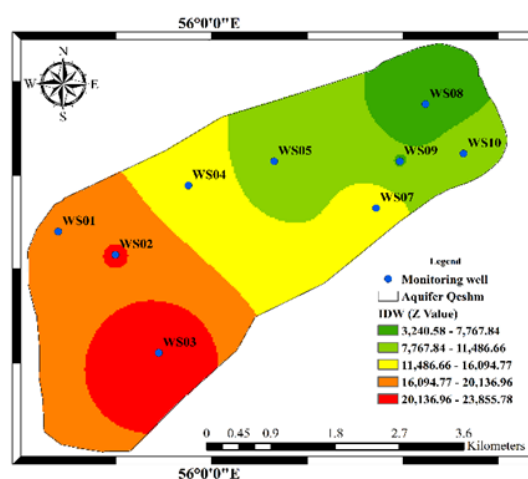 56°0'0"E
N
W E
S
WS08
WS05
WS09
WS10
WS04
WS07
WS01
WS02
WS03
Legend
Monitoring well
Aquifer Qeshm
IDW (Z Value)
3,240.58 - 7,767.84
7,767.84 - 11,486.66
11,486.66 - 16,094.77
16,094.77 - 20,136.96
20,136.96 - 23,855.78
0 0.45 0.9 1.8 2.7 3.6
Kilometers
56°0'0"E